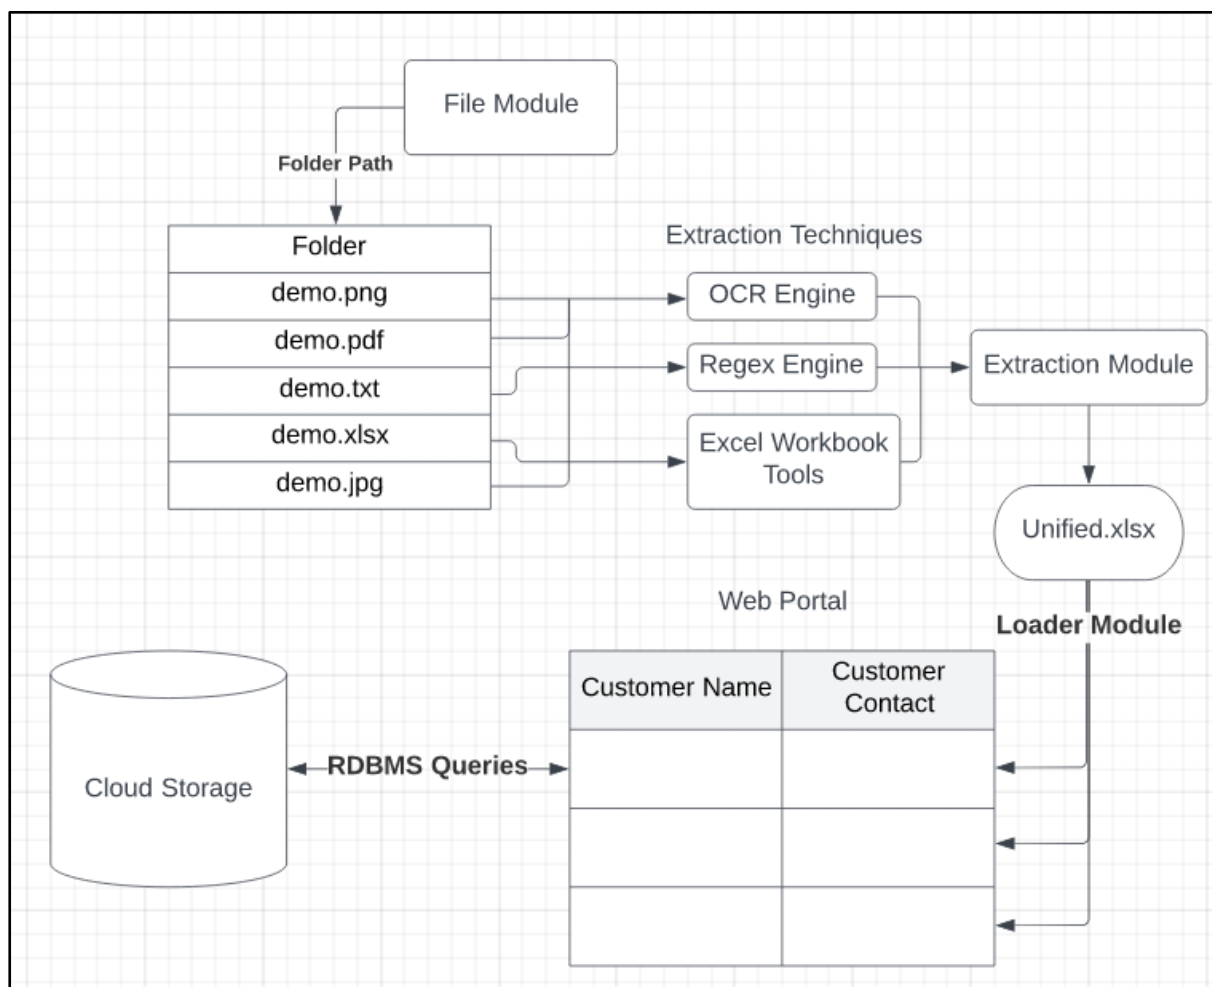 File Module
Folder Path
Folder
demo.png
demo.pdf
demo.txt
demo.xlsx
demo.jpg
Extraction Techniques
OCR Engine
Regex Engine
Excel Workbook
Tools
Extraction Module
Unified.xlsx
Loader Module
Web Portal
Customer Name
Customer
Contact
RDBMS Queries
Cloud Storage